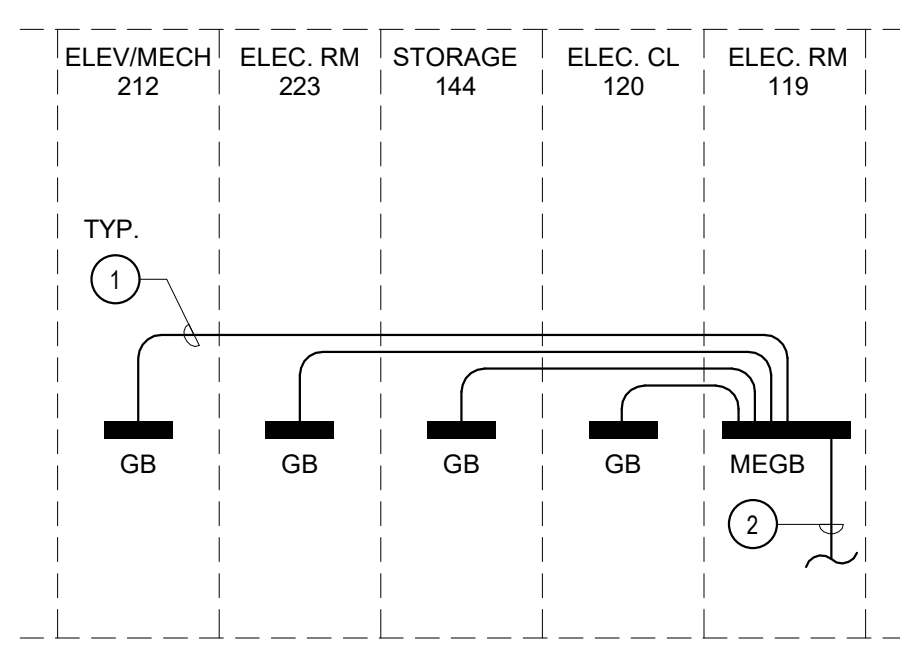 ELEV/MECH
212
ELEC. RM
223
STORAGE
144
ELEC. CL
120
ELEC. RM
119
TYP.
1
GB
GB
GB
GB
MEGB
2